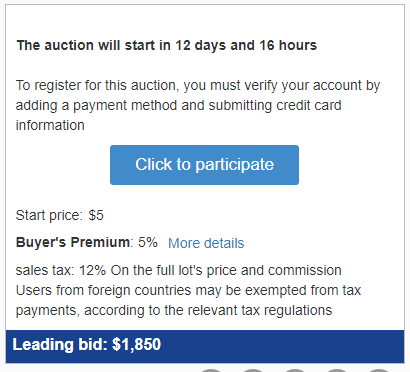 The auction will start in 12 days and 16 hours
To register for this auction, you must verify your account by
adding a payment method and submitting credit card
information
Click to participate
Start price: $5
Buyer's Premium: 5% More details
sales tax: 12% On the full lot's price and commission
Users from foreign countries may be exempted from tax
payments, according to the relevant tax regulations
Leading bid: $1,850